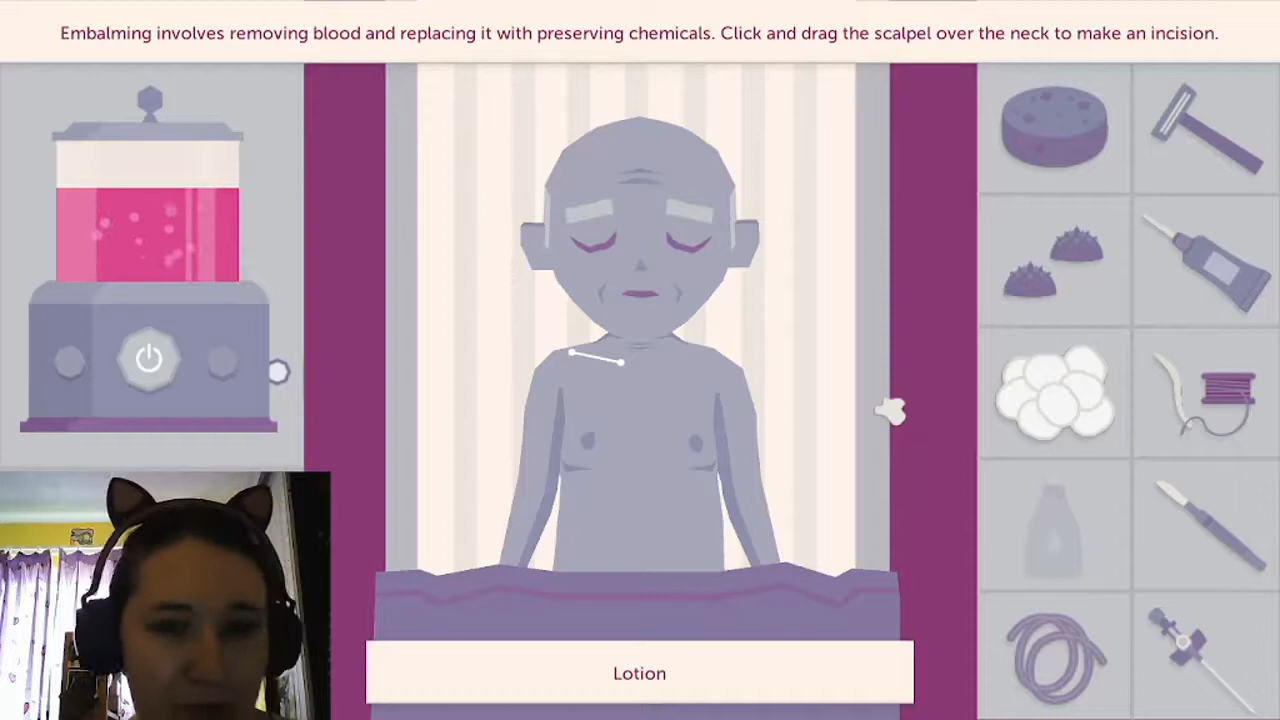 Embalming involves removing blood and replacing it with preserving chemicals. Click and drag the scalpel over the neck to make an incision.
Lotion